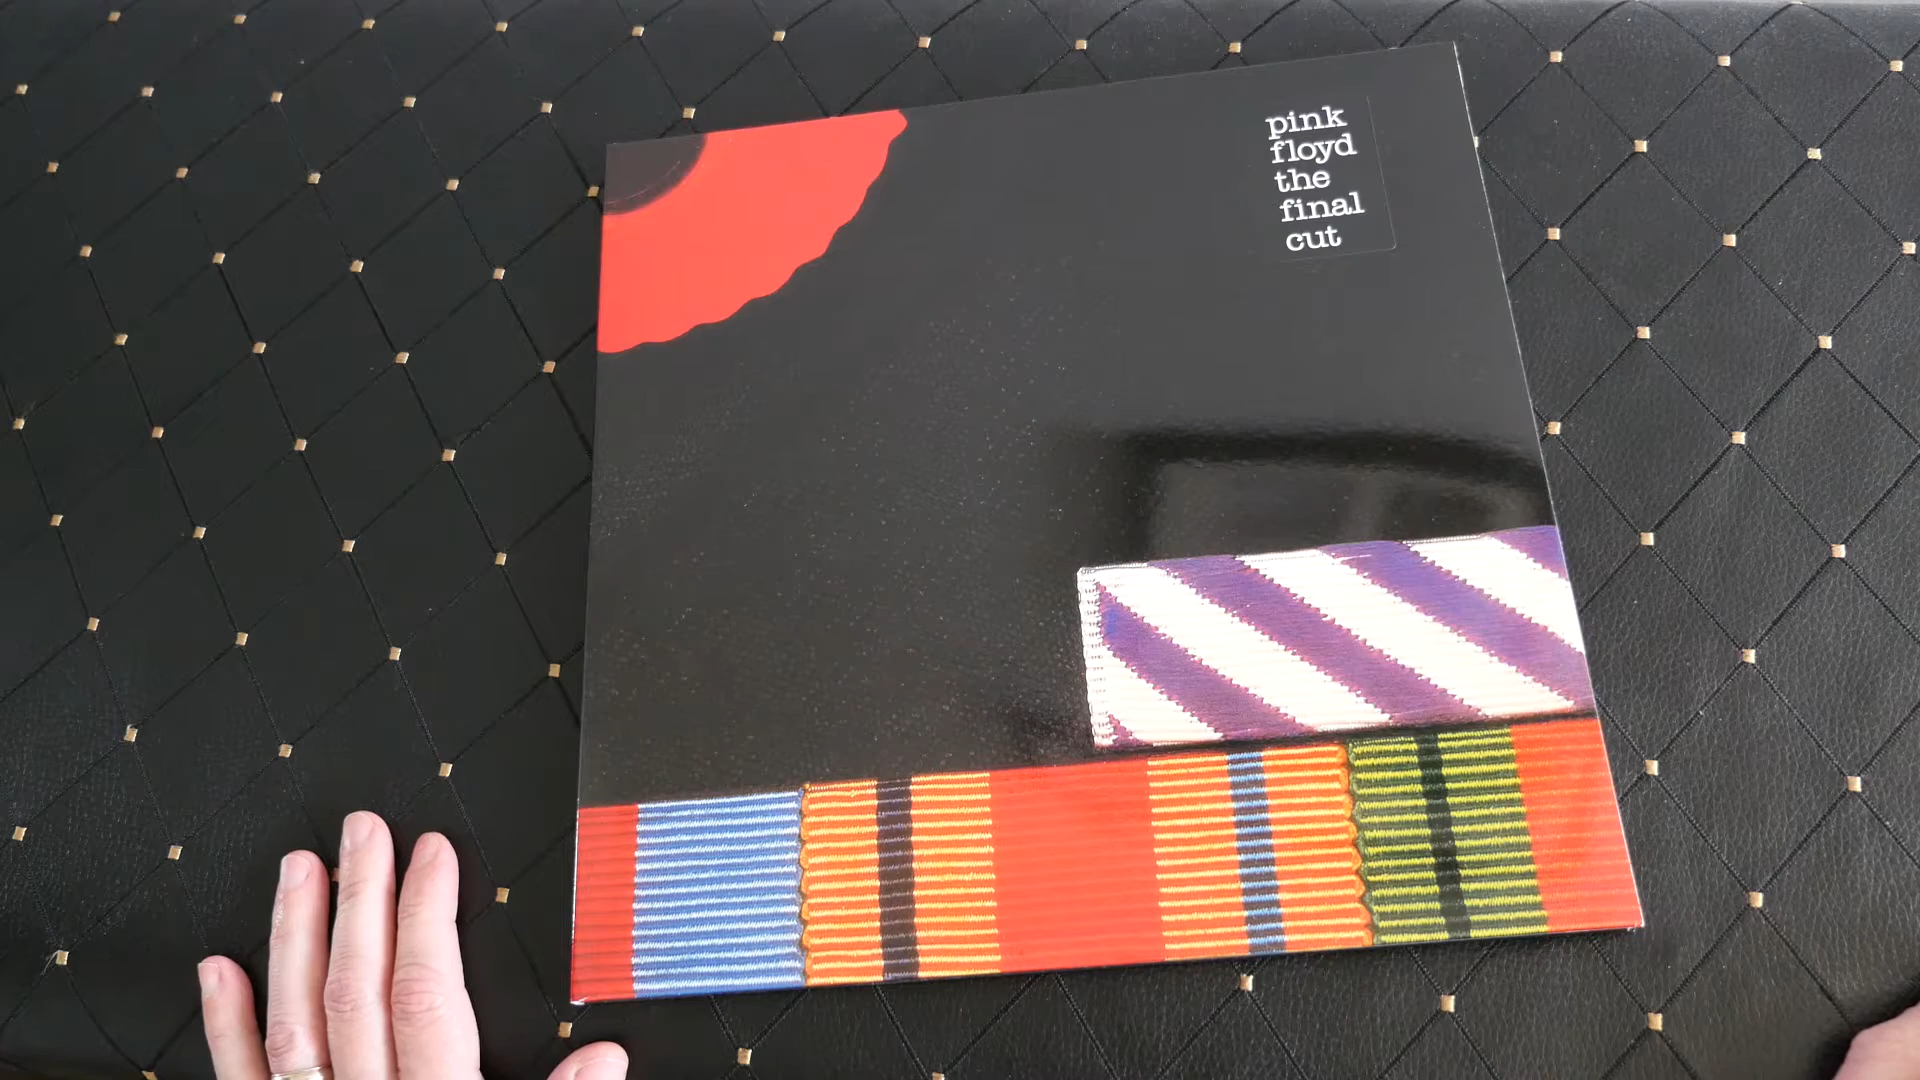 pink
floyd
the
final
cut